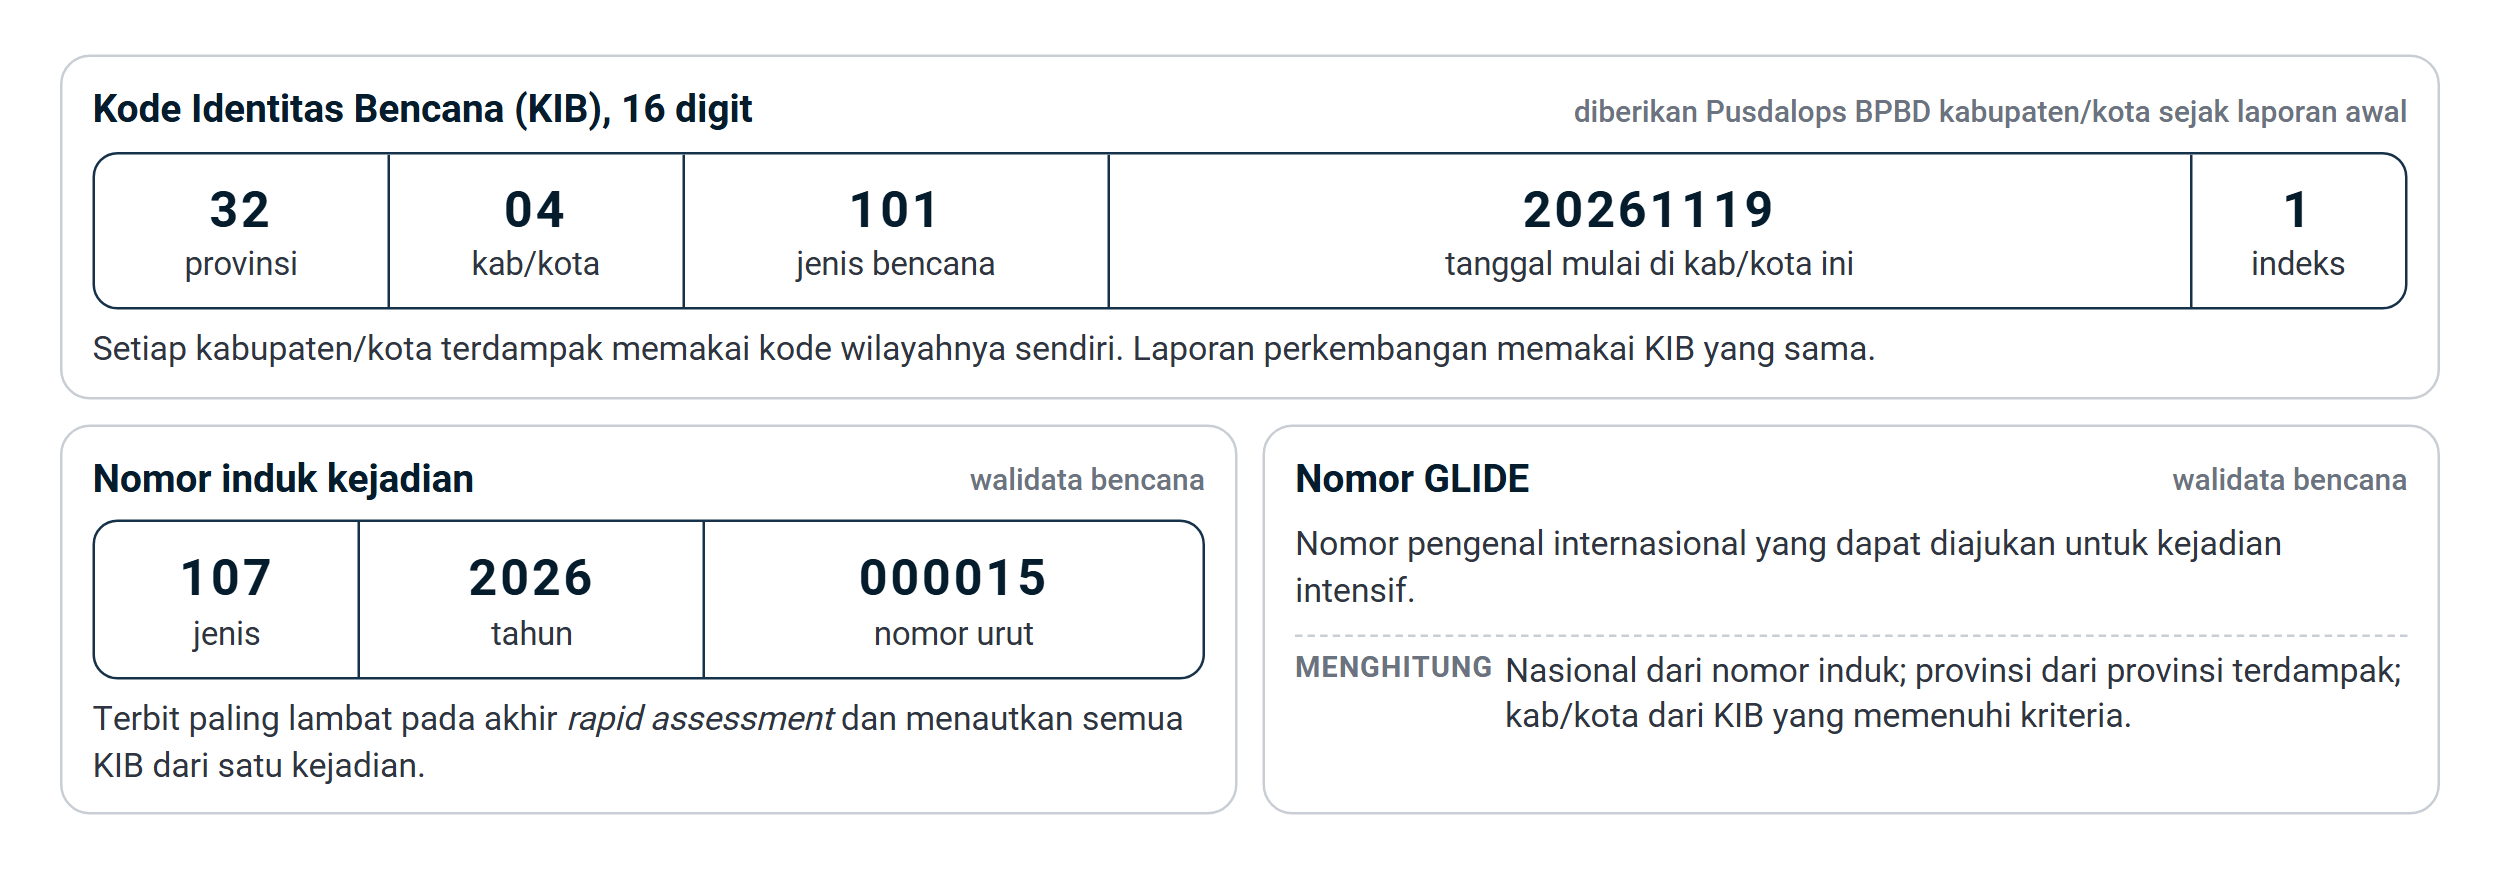 Kode Identitas Bencana (KIB), 16 digit
diberikan Pusdalops BPBD kabupaten/kota sejak laporan awal
32
provinsi
04
kab/kota
101
jenis bencana
20261119
tanggal mulai di kab/kota ini
1
indeks
Setiap kabupaten/kota terdampak memakai kode wilayahnya sendiri. Laporan perkembangan memakai KIB yang sama.
Nomor induk kejadian
walidata bencana
107
jenis
2026
tahun
000015
nomor urut
Terbit paling lambat pada akhir rapid assessment dan menautkan semua
KIB dari satu kejadian.
Nomor GLIDE
walidata bencana
Nomor pengenal internasional yang dapat diajukan untuk kejadian
intensif.
MENGHITUNG Nasional dari nomor induk; provinsi dari provinsi terdampak;
kab/kota dari KIB yang memenuhi kriteria.